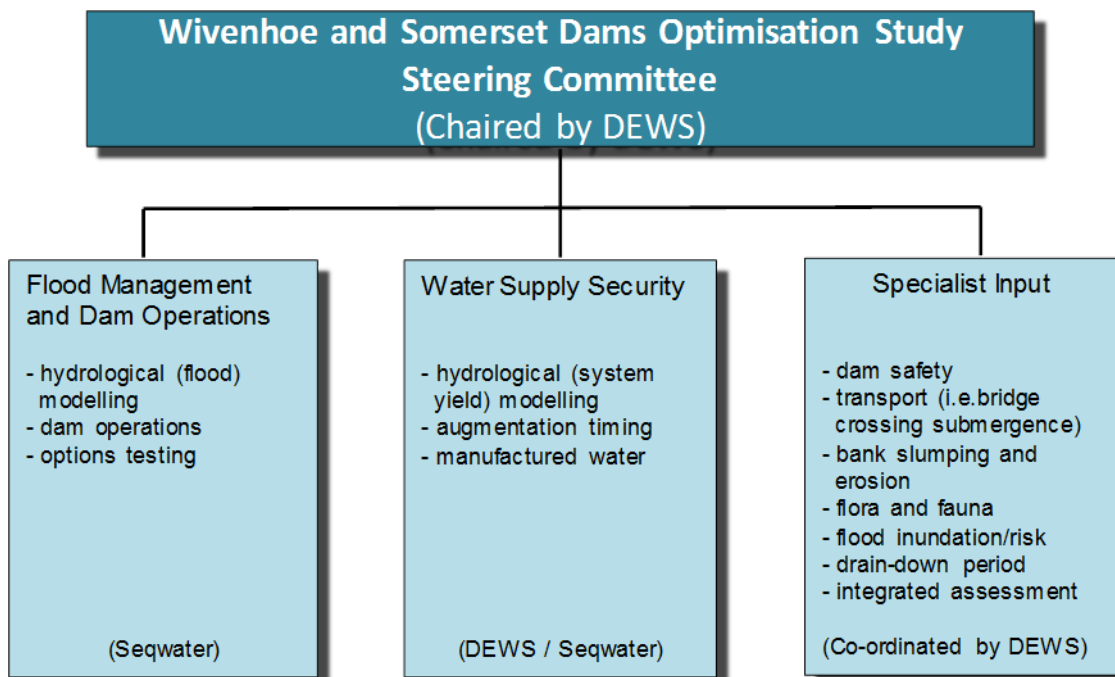 Wivenhoe and Somerset Dams Optimisation Study
Steering Committee
(Chaired by DEWS)
Flood Management
and Dam Operations
- hydrological (flood)
modelling
- dam operations
- options testing
(Seqwater)
Water Supply Security
- hydrological (system
yield) modelling
- augmentation timing
- manufactured water
(DEWS / Seqwater)
Specialist Input
- dam safety
- transport (i.e.bridge
crossing submergence)
- bank slumping and
erosion
- flora and fauna
- flood inundation/risk
- drain-down period
- integrated assessment
(Co-ordinated by DEWS)